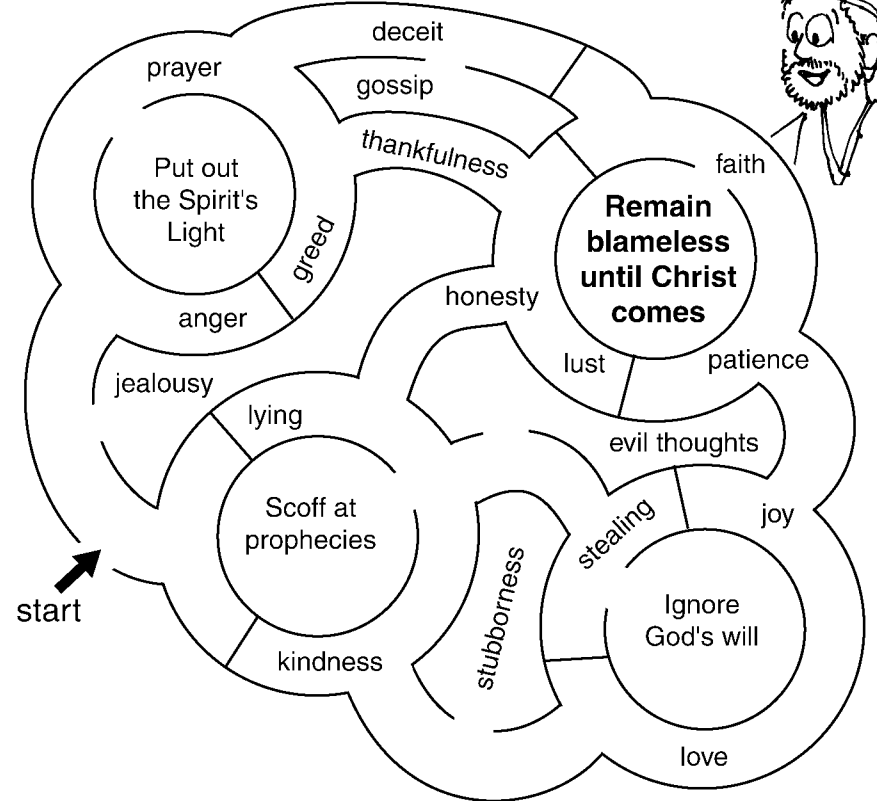 deceit
prayer
gossip
thankfulness
faith
Put out
the Spirit's
Light
greed
Remain
blameless
until Christ
comes
honesty
anger
lust
patience
jealousy
lying
evil thoughts
Scoff at
prophecies
stealing
joy
start
stubbornness
Ignore
God's will
kindness
love